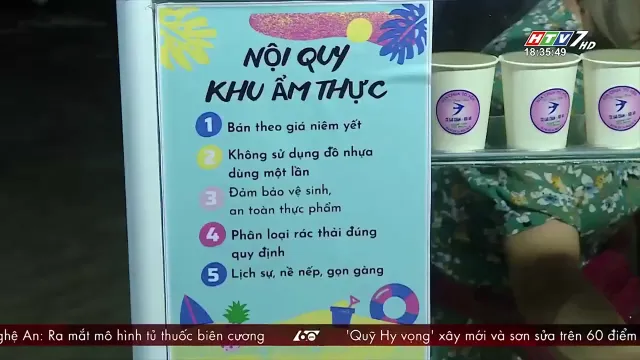 HTV7 HD
18:35:49
NỘI QUY
KHU ẨM THỰC
1 Bán theo giá niêm yết
2 Không sử dụng đồ nhựa
dùng một lần
3 Đảm bảo vệ sinh,
an toàn thực phẩm
4 Phân loại rác thải đúng
quy định
5 Lịch sự, nề nếp, gọn gàng
ghệ An: Ra mắt mô hình tủ thuốc biên cương
'Quỹ Hy vọng' xây mới và sơn sửa trên 60 điểm